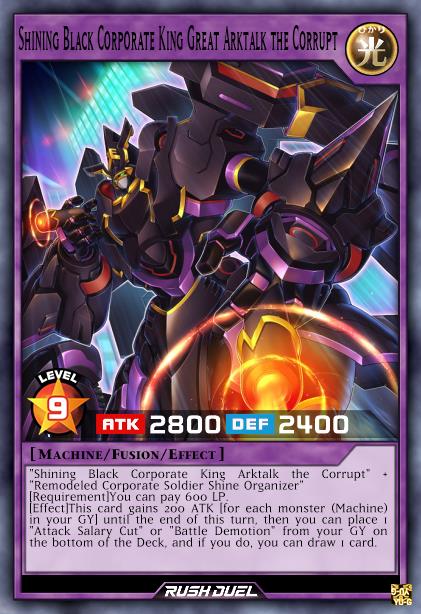 Shining Black Corporate King Great Arktalk the Corrupt
ひかり
光
LEVEL
9
ATK 2800 DEF 2400
[Machine/Fusion/Effect]
"Shining Black Corporate King Arktalk the Corrupt" +
"Remodeled Corporate Soldier Shine Organizer"
[Requirement]You can pay 600 LP.
[Effect]This card gains 200 ATK [for each monster (Machine)
in your GY] until the end of this turn, then you can place 1
"Attack Salary Cut" or "Battle Demotion" from your GY on
the bottom of the Deck, and if you do, you can draw 1 card.
RUSH DUEL